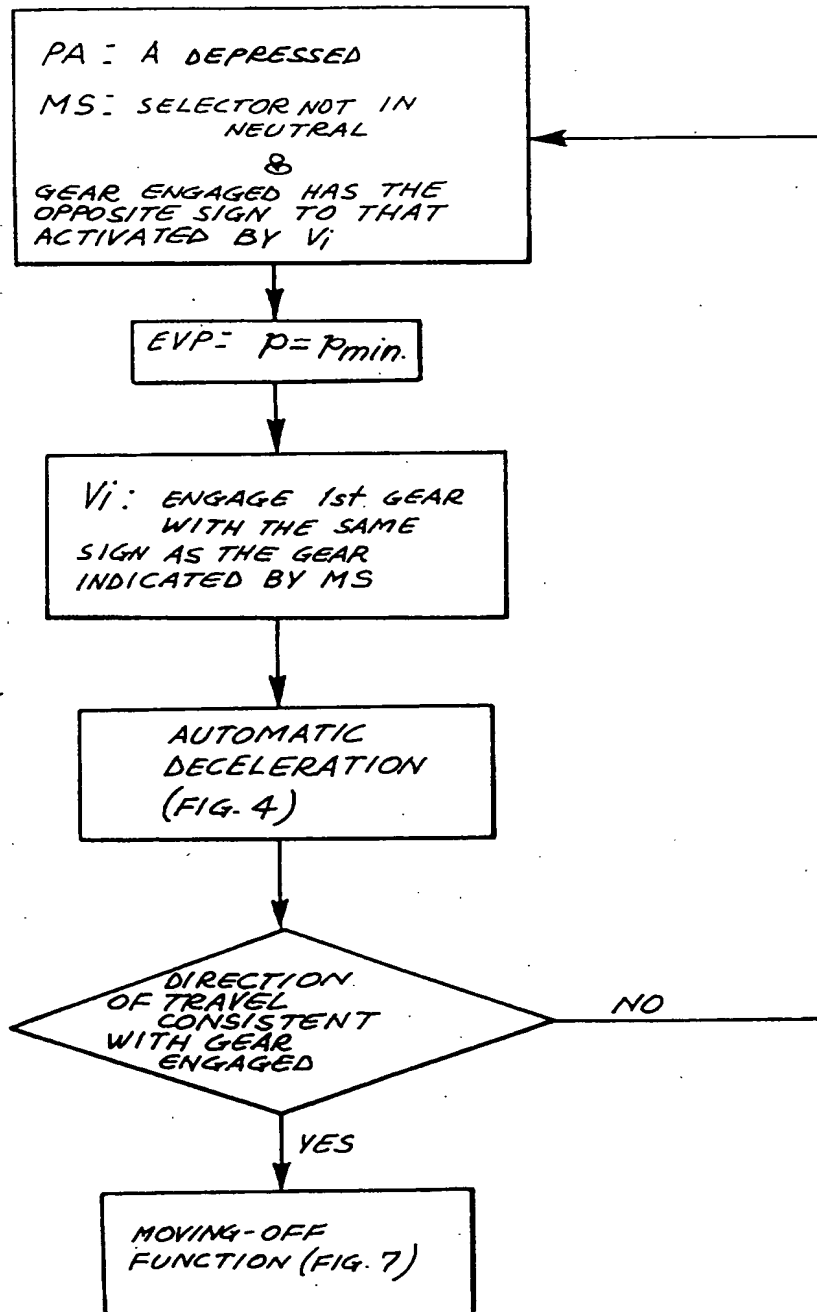 PA: A DEPRESSED
MS: SELECTOR NOT IN
NEUTRAL
&
GEAR ENGAGED HAS THE
OPPOSITE SIGN TO THAT
ACTIVATED BY Vi
EVP: p=pmin.
Vi: ENGAGE 1st GEAR
WITH THE SAME
SIGN AS THE GEAR
INDICATED BY MS
AUTOMATIC
DECELERATION
(FIG. 4)
DIRECTION
OF TRAVEL
CONSISTENT
WITH GEAR
ENGAGED
NO
YES
MOVING-OFF
FUNCTION (FIG. 7)